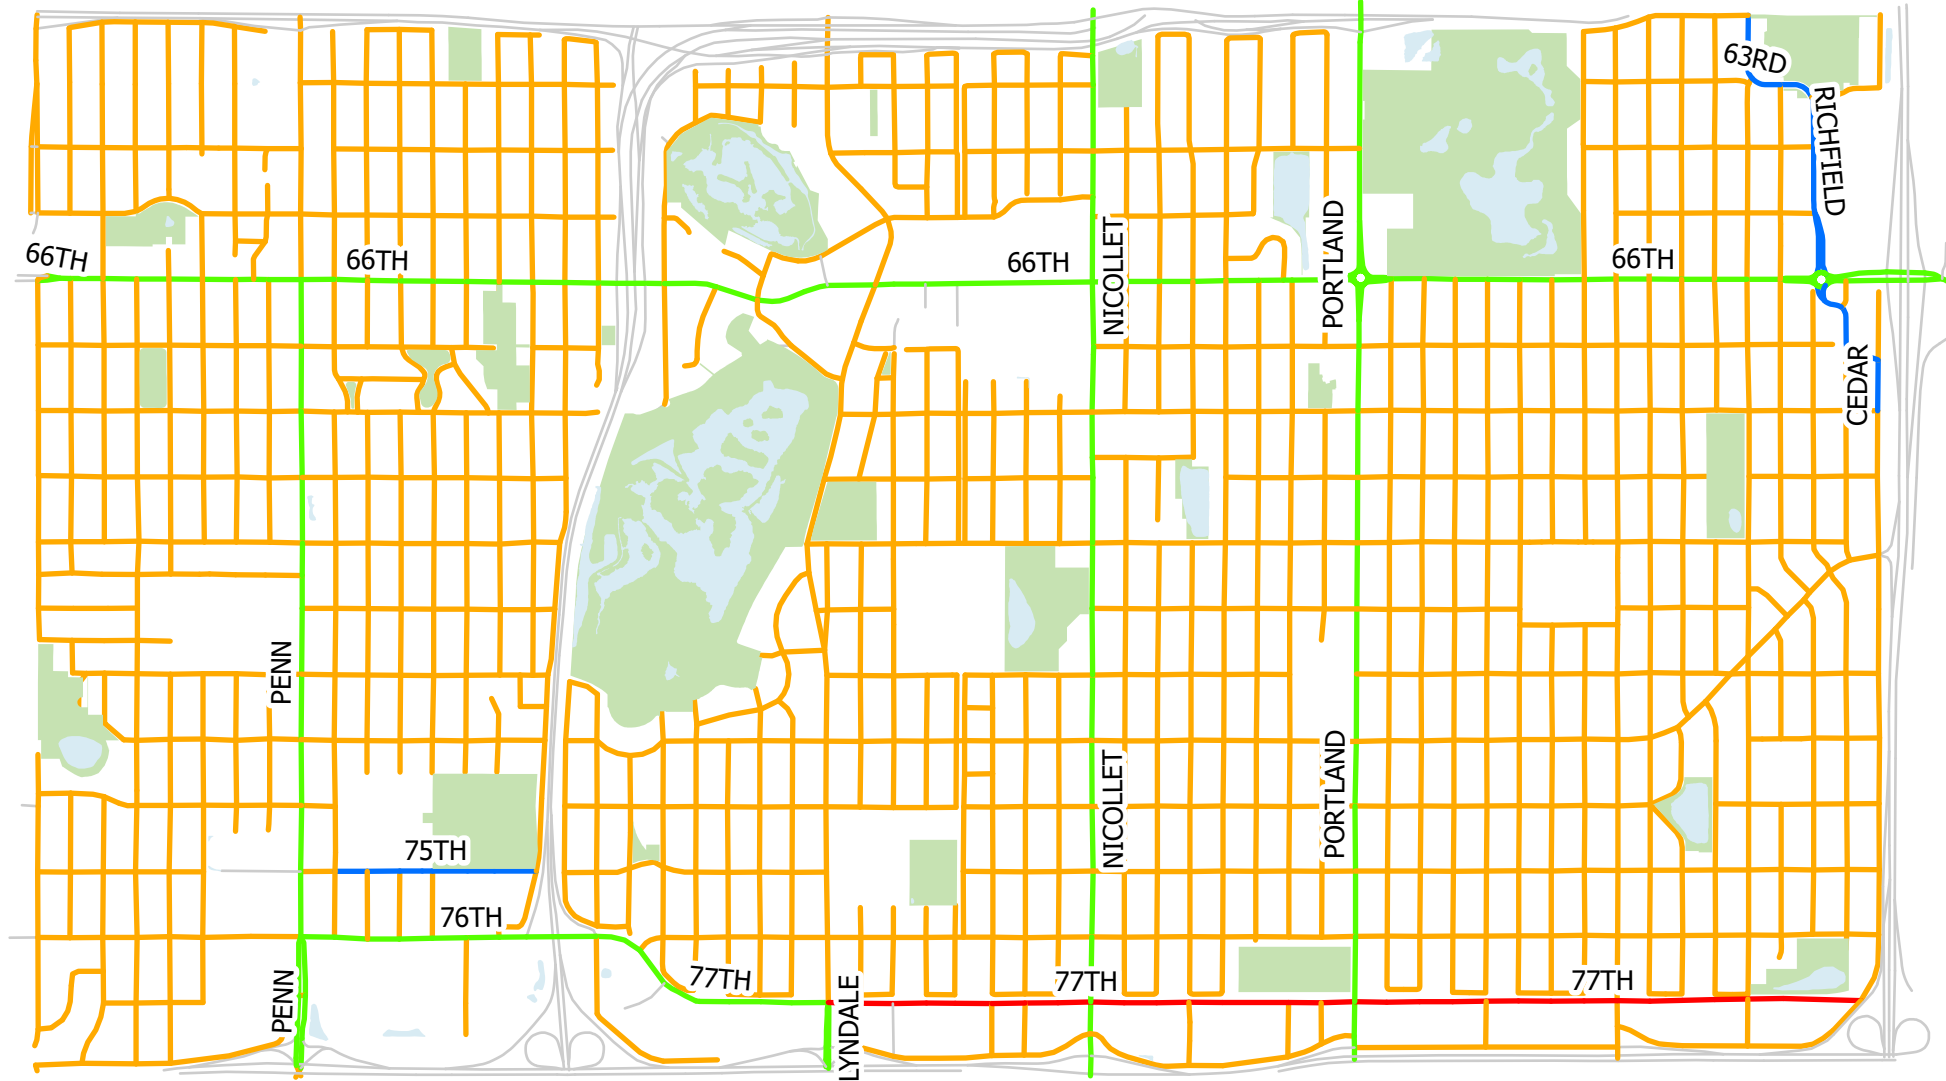 63RD
RICHFIELD
66TH
66TH
66TH
NICOLLET
PORTLAND
66TH
CEDAR
PENN
NICOLLET
PORTLAND
75TH
76TH
PENN
77TH
LYNDALE
77TH
77TH